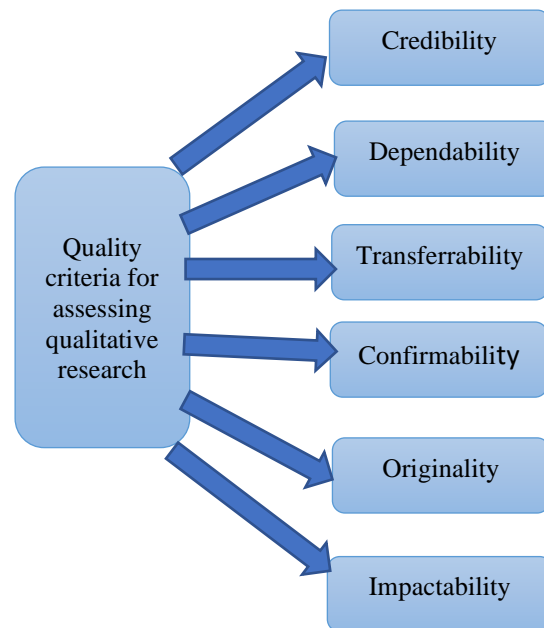 Quality
criteria for
assessing
qualitative
research
Credibility
Dependability
Transferrability
Confirmability
Originality
Impactability